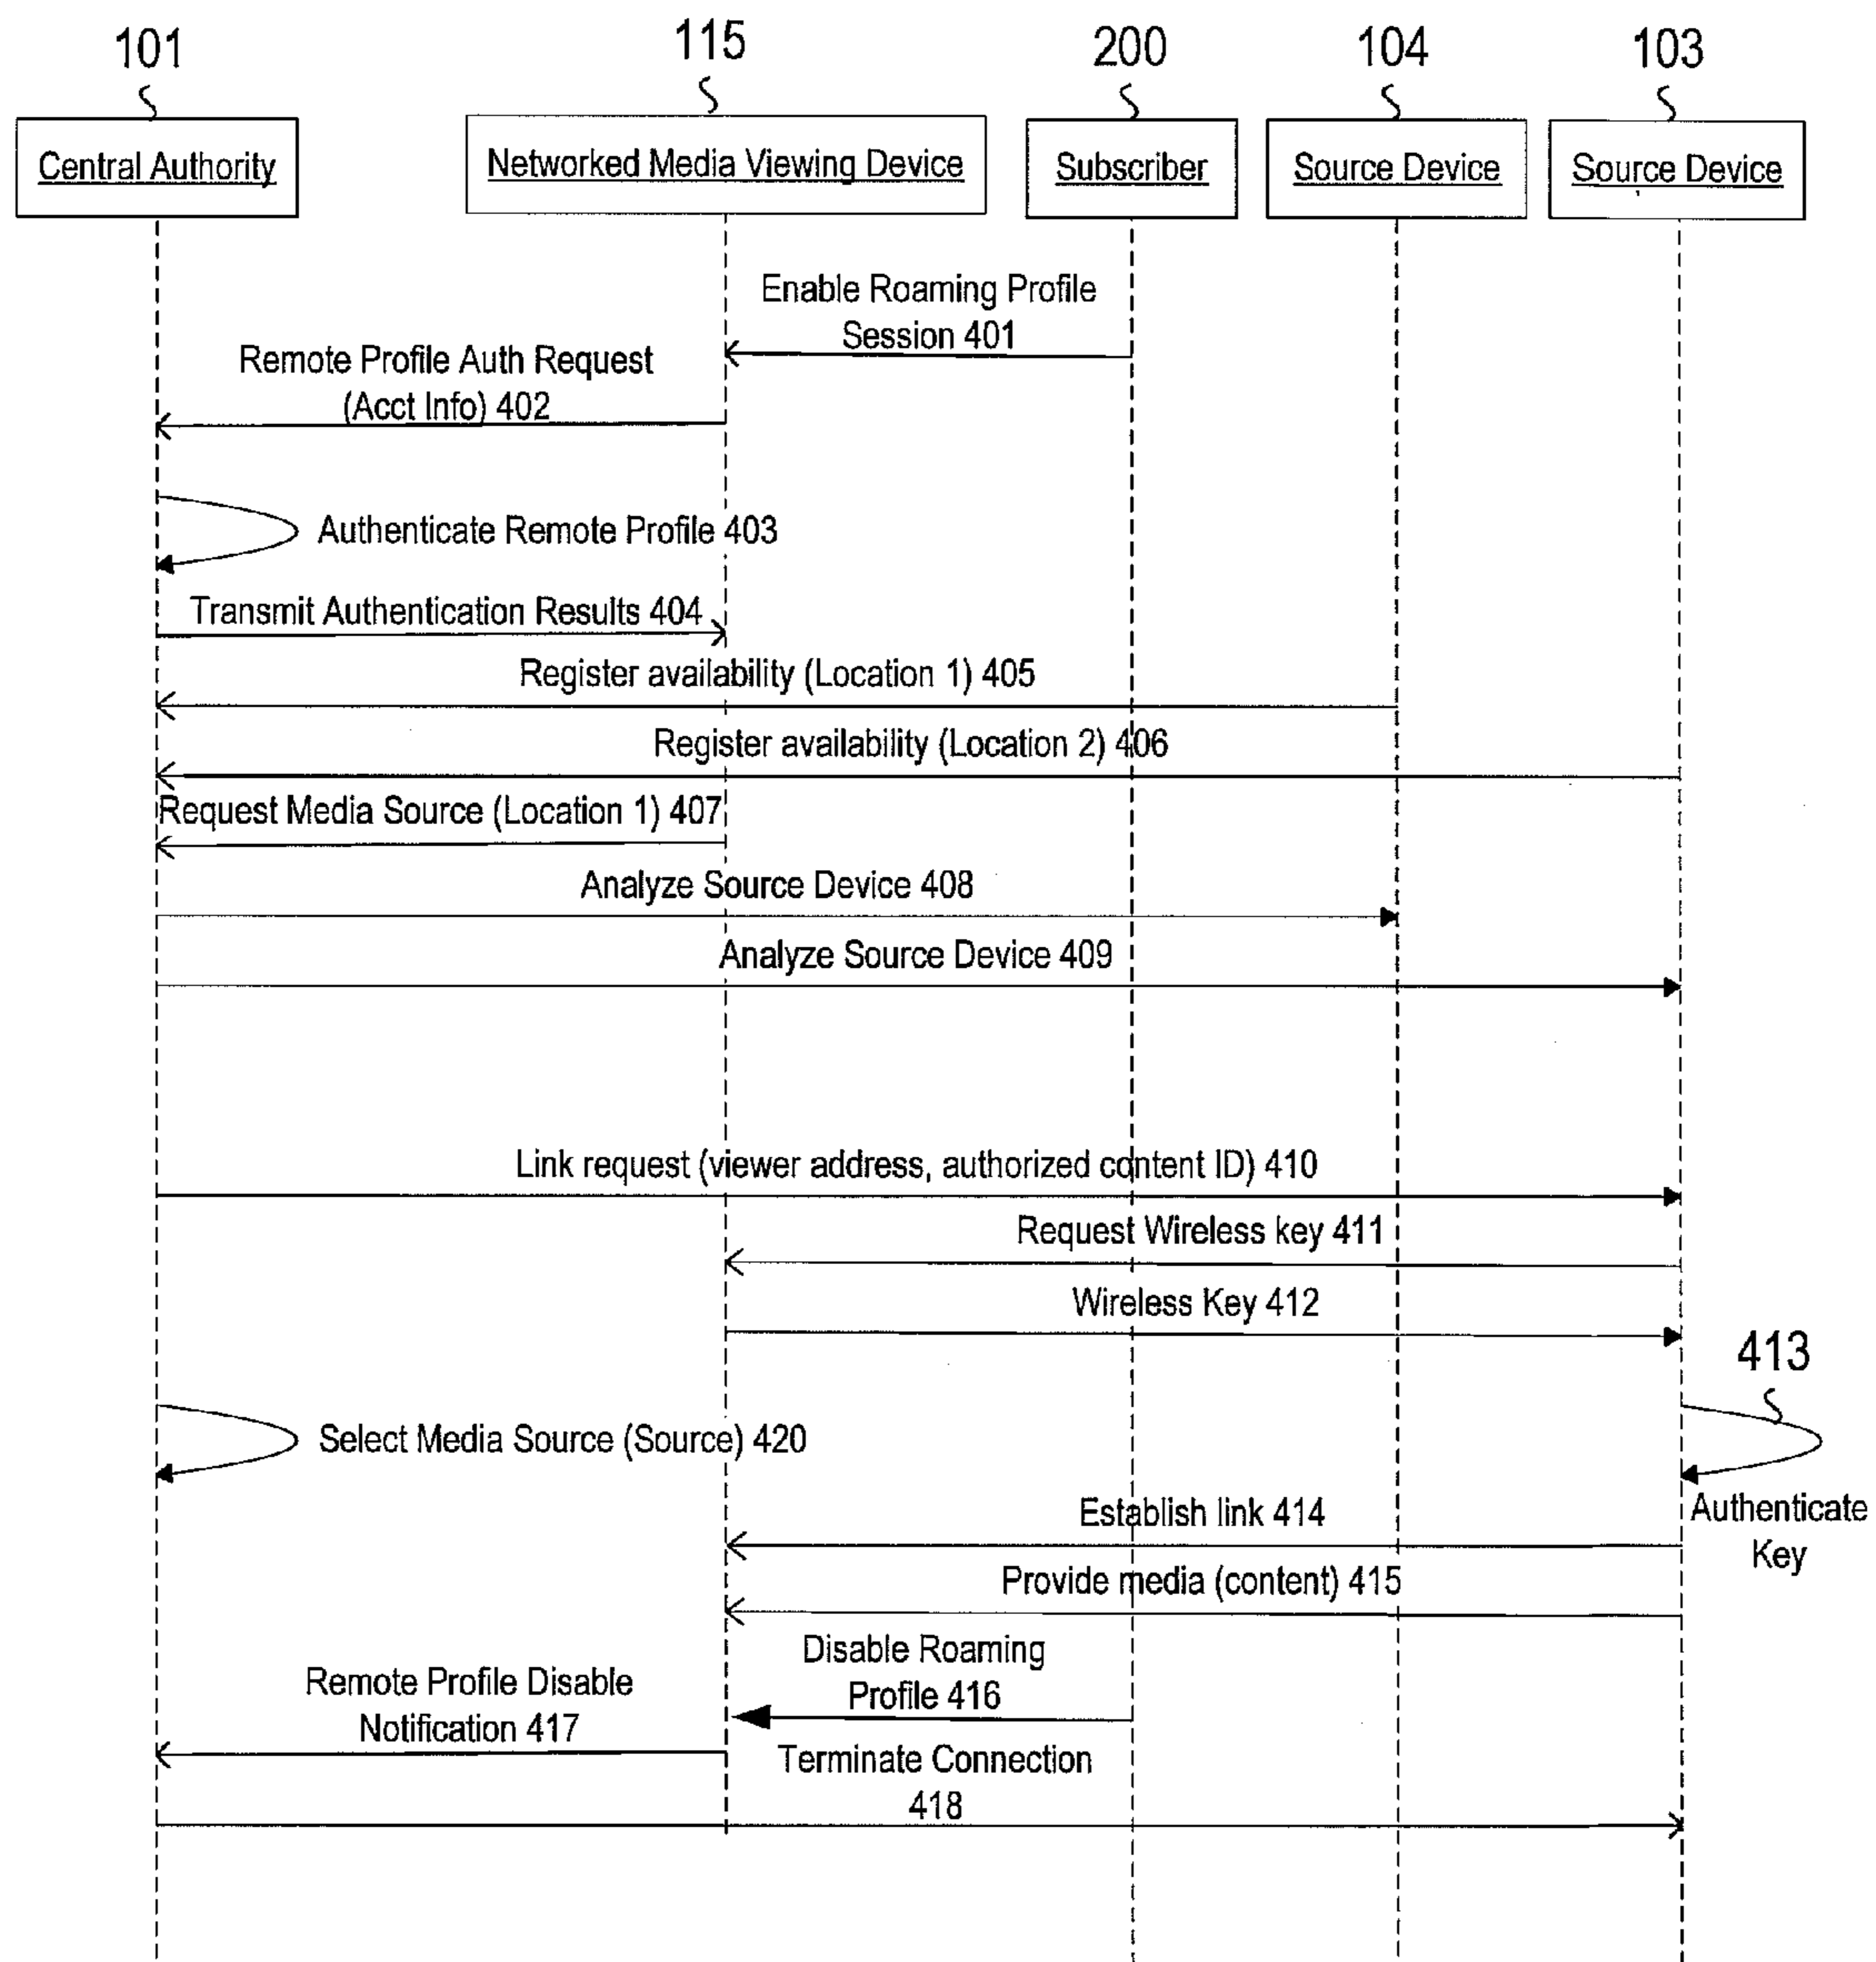 101
115
200
104
103
Central Authority
Networked Media Viewing Device
Subscriber
Source Device
Source Device
Enable Roaming Profile
Session 401
Remote Profile Auth Request
(Acct Info) 402
Authenticate Remote Profile 403
Transmit Authentication Results 404
Register availability (Location 1) 405
Register availability (Location 2) 406
Request Media Source (Location 1) 407
Analyze Source Device 408
Analyze Source Device 409
Link request (viewer address, authorized content ID) 410
Request Wireless key 411
Wireless Key 412
413
Select Media Source (Source) 420
Authenticate
Key
Establish link 414
Provide media (content) 415
Disable Roaming
Profile 416
Remote Profile Disable
Notification 417
Terminate Connection
418